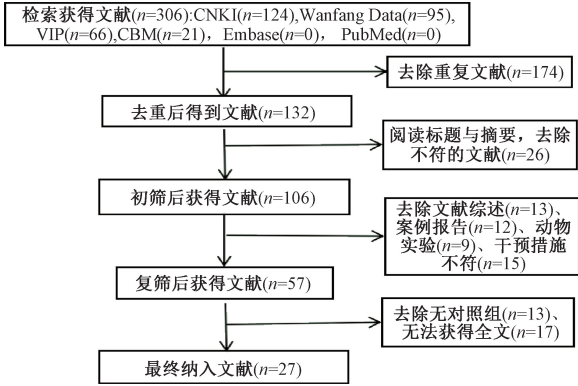 检索获得文献(n=306):CNKI(124),Wanfang Data(n=95),
VIP(n=66),CBM(n=21)，Embase(n=0)，PubMed(n=0)
去除重复文献(n=174)
去重后得到文献(n=132)
阅读标题与摘要，去除
不符的文献(n=26)
初筛后获得文献(n=106)
去除文献综述(n=13)、
案例报告(n=12)、动物
实验(n=9)、干预措施
不符(n=15)
复筛后获得文献(n=57)
去除无对照组(n=13)、
无法获得全文(n=17)
最终纳入文献(n=27)